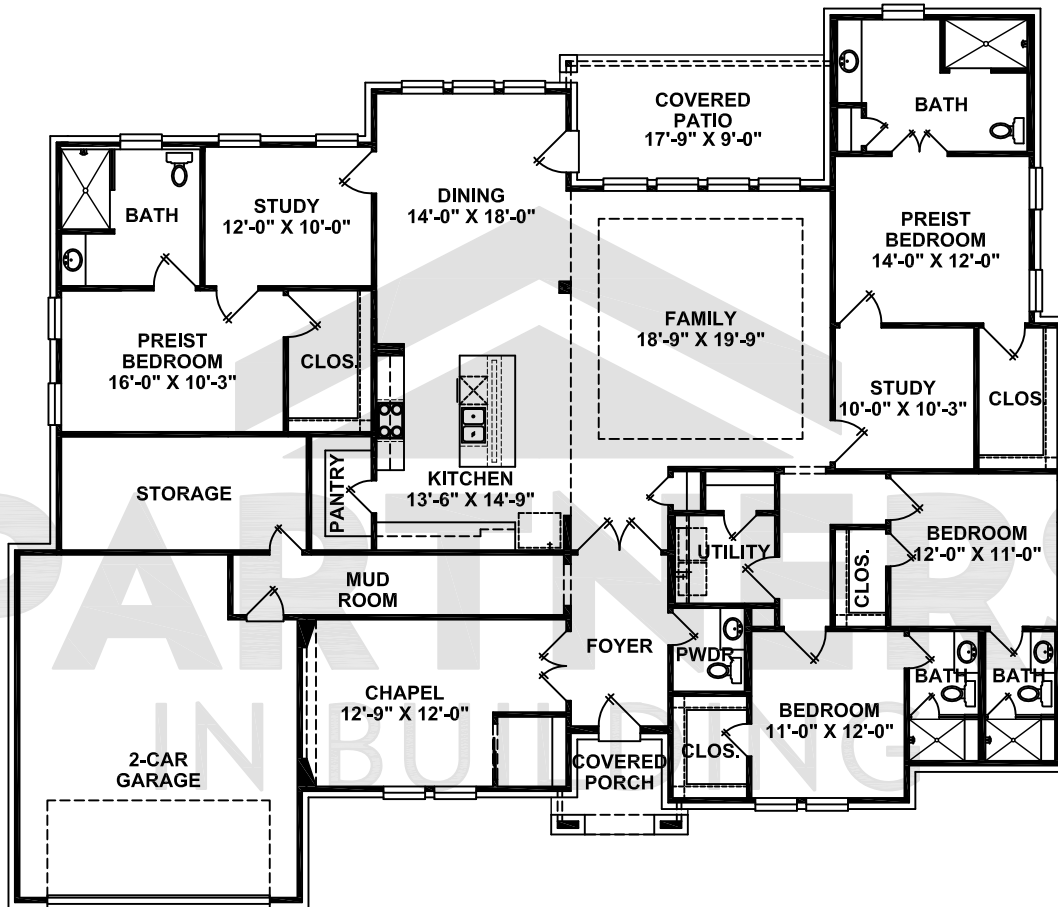 COVERED
PATIO
17'-9" X 9'-0"
BATH
BATH
STUDY
12'-0" X 10'-0"
DINING
14'-0" X 18'-0"
PREIST
BEDROOM
14'-0" X 12'-0"
PREIST
BEDROOM
16'-0" X 10'-3"
CLOS.
FAMILY
18'-9" X 19'-9"
STUDY
10'-0" X 10'-3"
CLOS.
STORAGE
PANTRY
KITCHEN
13'-6" X 14'-9"
UTILITY
CLOS.
BEDROOM
12'-0" X 11'-0"
MUD
ROOM
FOYER
PWDR
BATH
BATH
CHAPEL
12'-9" X 12'-0"
BEDROOM
11'-0" X 12'-0"
CLOS.
2-CAR
GARAGE
COVERED
PORCH
PARTNERS
IN BUILDING